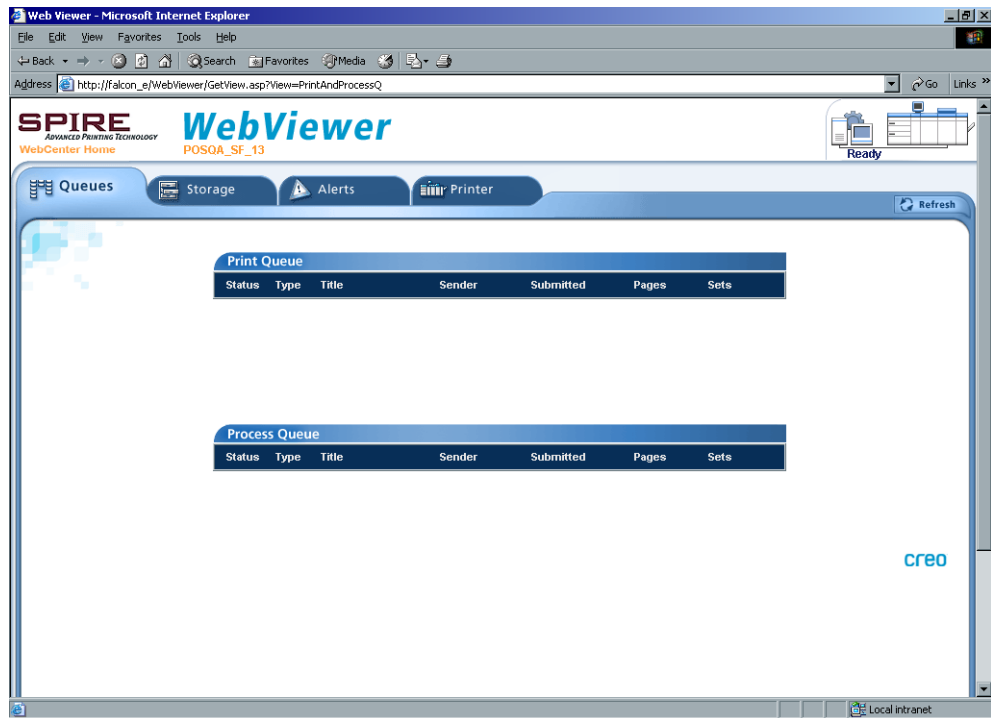 Web Viewer - Microsoft Internet Explorer
File Edit View Favorites Tools Help
Back Search Favorites Media
Address http://falcon_e/WebViewer/GetView.asp?View=PrintAndProcessQ Go Links »
SPIRE
ADVANCED PRINTING TECHNOLOGY
WebCenter Home
WebViewer
POSQA_SF_13
Ready
Queues Storage Alerts Printer
Refresh
Print Queue
Status Type Title Sender Submitted Pages Sets
Process Queue
Status Type Title Sender Submitted Pages Sets
creo
Local intranet